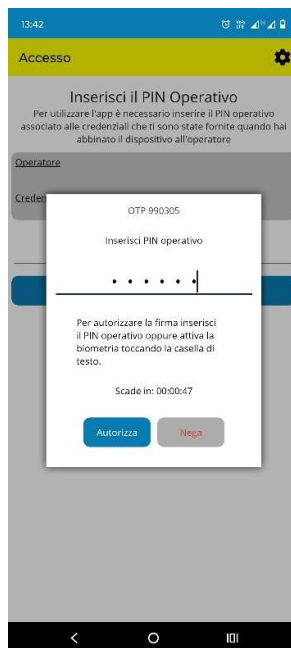 13:42
Accesso
Inserisci il PIN Operativo
Per utilizzare l'app è necessario inserire il PIN operativo
associato alle credenziali che ti sono state fornite quando hai
abbinato il dispositivo all'operatore
Operatore
Creden
OTP 990305
Inserisci PIN operativo
Per autorizzare la firma inserisci
il PIN operativo oppure attiva la
biometria toccando la casella di
testo.
Scade in: 00:00:47
Autorizza
Nega